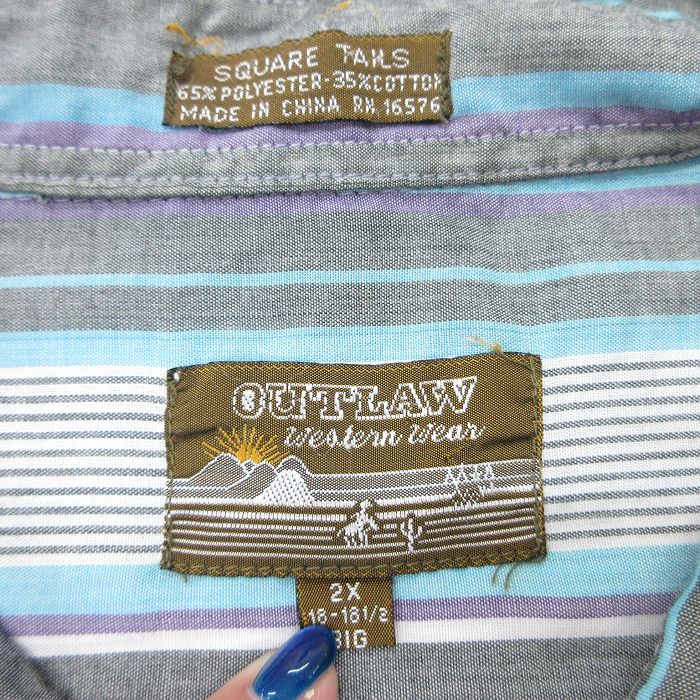 SQUARE TAILS
65% POLYESTER-35% COTTON
MADE IN CHINA RN 16576
OUTLAW
Western Wear
2X
18-18 1/2
BIG